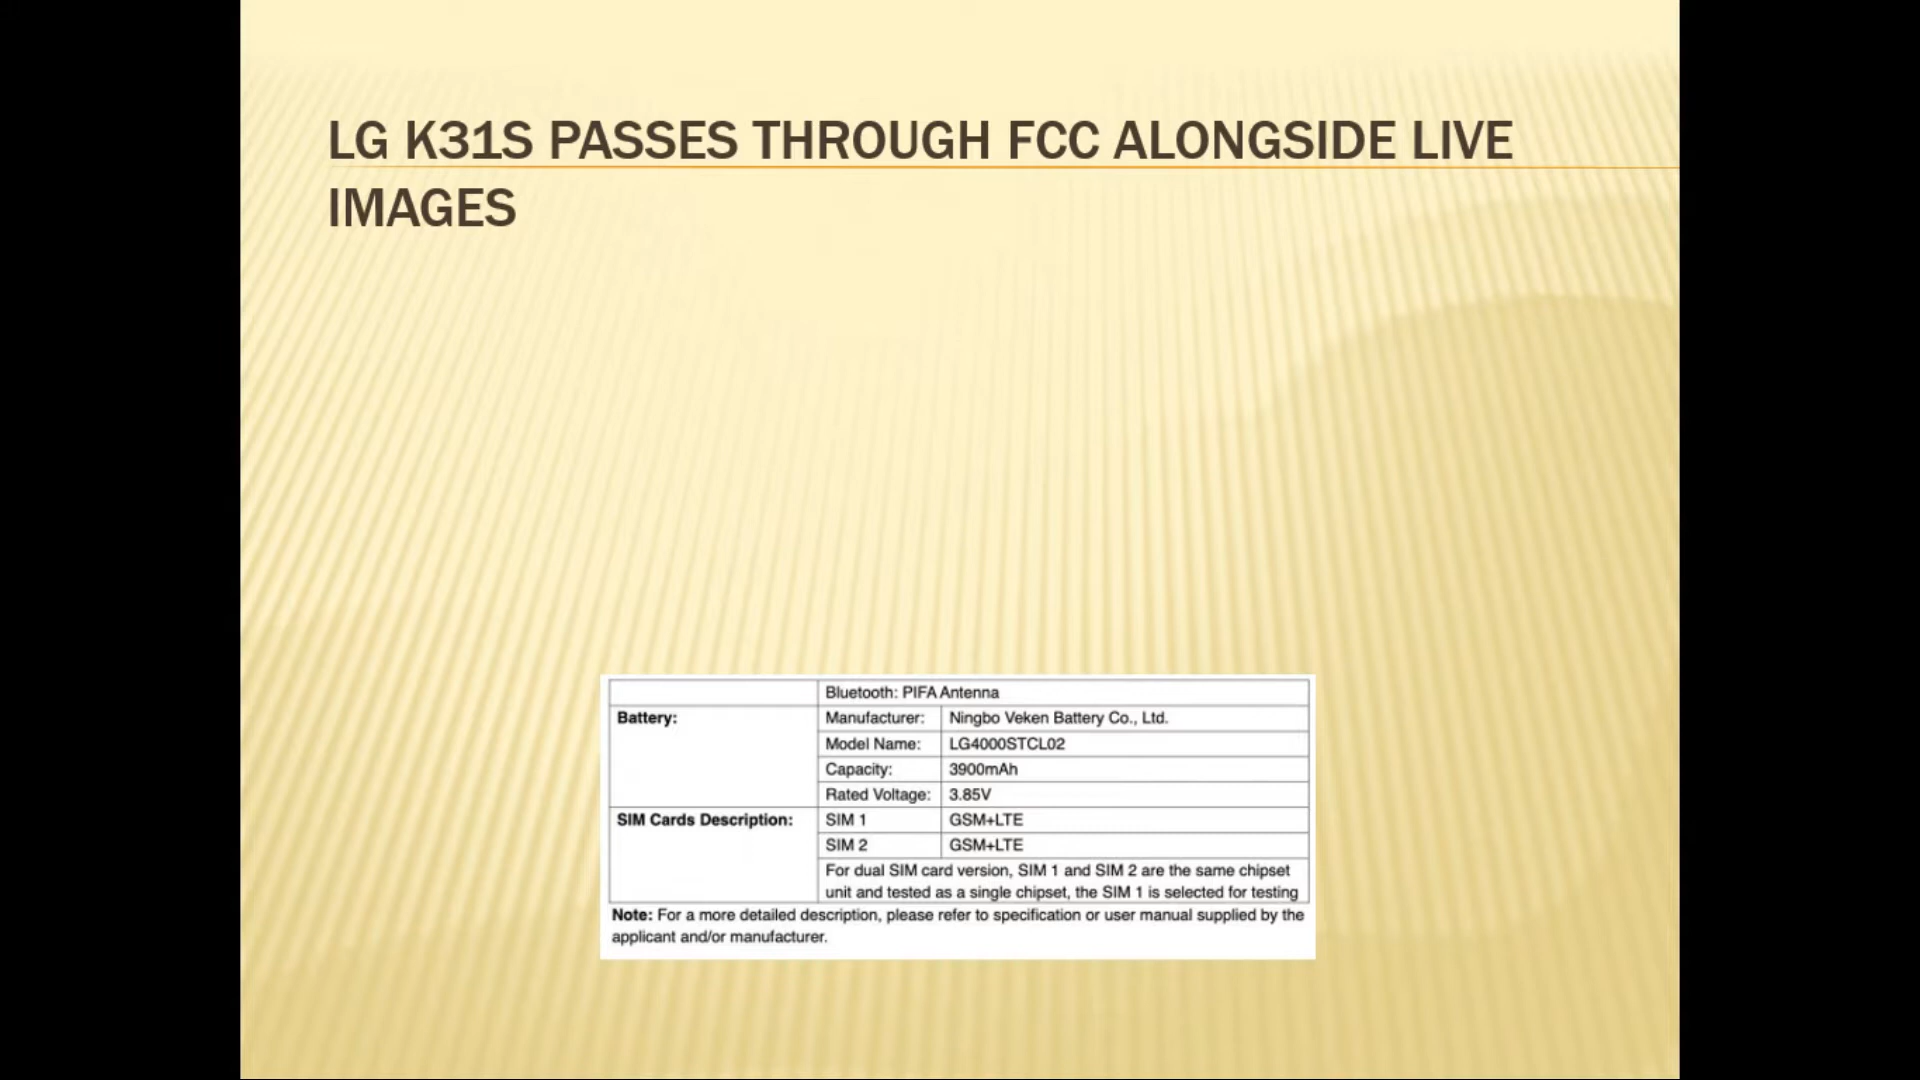 LG K31S PASSES THROUGH FCC ALONGSIDE LIVE
IMAGES
Bluetooth: PIFA Antenna
Battery: Manufacturer: Ningbo Veken Battery Co., Ltd.
Model Name: LG4000STCL02
Capacity: 3900mAh
Rated Voltage: 3.85V
SIM Cards Description: SIM 1 GSM+LTE
SIM 2 GSM+LTE
For dual SIM card version, SIM 1 and SIM 2 are the same chipset
unit and tested as a single chipset, the SIM 1 is selected for testing
Note: For a more detailed description, please refer to specification or user manual supplied by the
applicant and/or manufacturer.